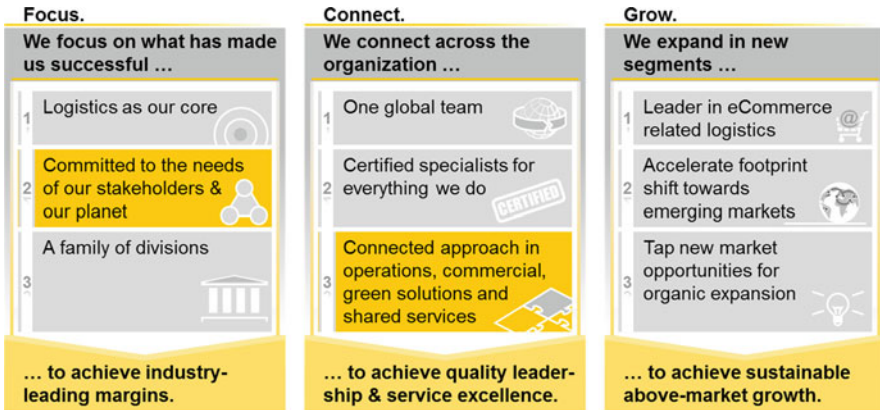 Focus.
We focus on what has made
us successful …
1
Logistics as our core
2
Committed to the needs
of our stakeholders &
our planet
3
A family of divisions
… to achieve industry-
leading margins.
Connect.
We connect across the
organization …
1
One global team
2
Certified specialists for
everything we do
CERTIFIED
3
Connected approach in
operations, commercial,
green solutions and
shared services
… to achieve quality leader-
ship & service excellence.
Grow.
We expand in new
segments …
1
Leader in eCommerce
related logistics
@
2
Accelerate footprint
shift towards
emerging markets
3
Tap new market
opportunities for
organic expansion
… to achieve sustainable
above-market growth.